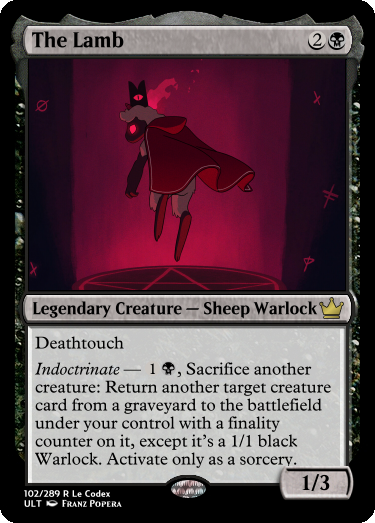 The Lamb 2
Legendary Creature — Sheep Warlock
Deathtouch
Indoctrinate — 1 , Sacrifice another
creature: Return another target creature
card from a graveyard to the battlefield
under your control with a finality
counter on it, except it's a 1/1 black
Warlock. Activate only as a sorcery.
1/3
102/289 R Le Codex
ULT Franz Popera